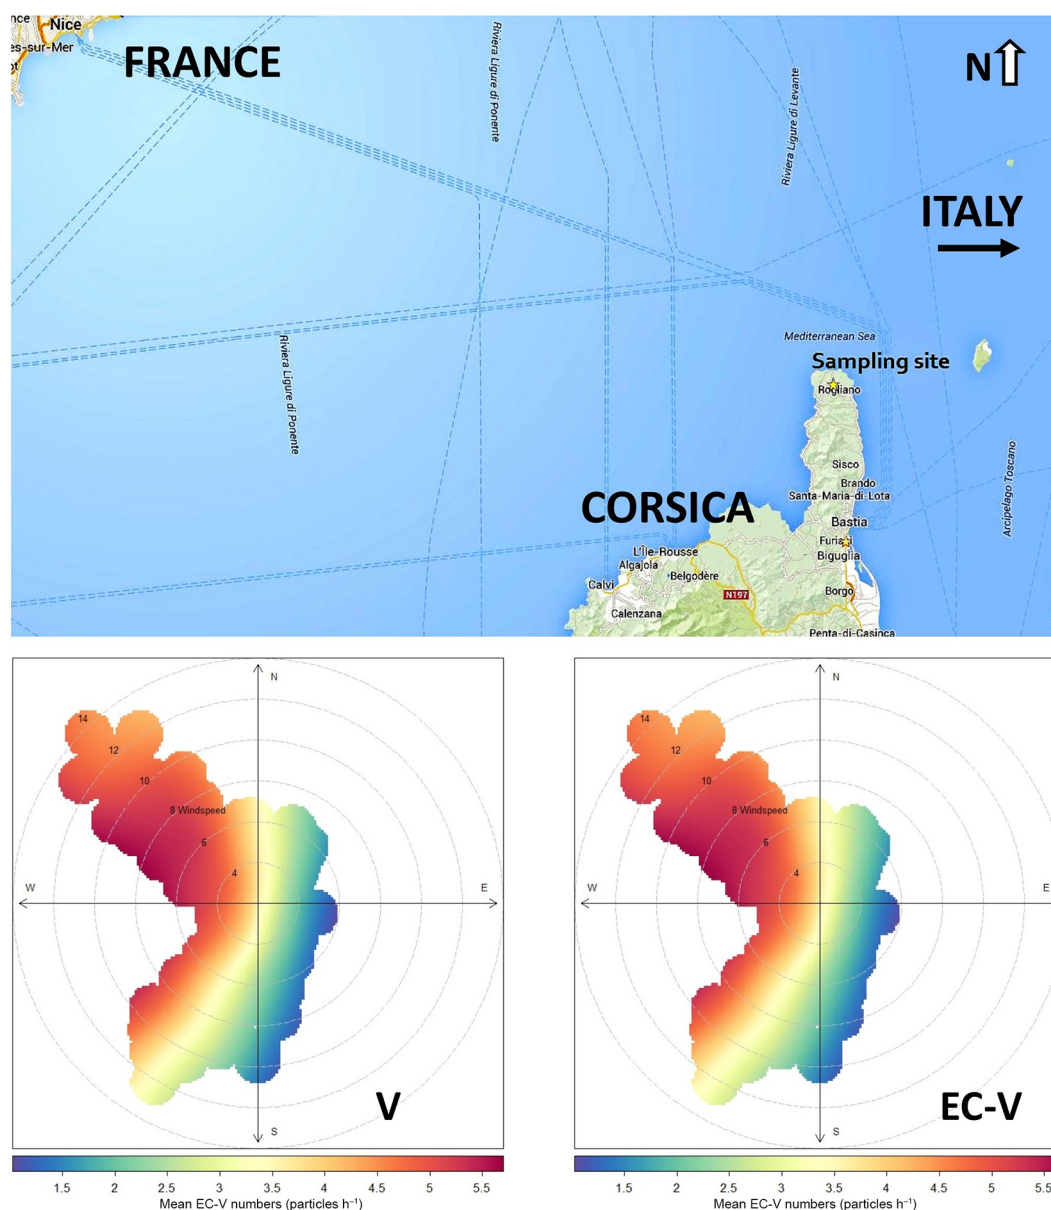 nce
Nice
es-sur-Mer
ot
FRANCE
Riviera Ligure di Ponente
Riviera Ligure di Levante
N
ITALY
Riviera Ligure di Ponente
Mediterranean Sea
Sampling site
Rogliano
Sisco
Brando
Santa-Maria-di-Lota
Arcipelago Toscano
CORSICA
Bastia
Furiani
L'Île-Rousse
Biguglia
Algajola
Belgodère
Calvi
Borgo
N197
Calenzana
Penta-di-Casinca
N
14
12
10
8 Windspeed
6
4
W
E
S
V
1.5 2 2.5 3 3.5 4 4.5 5 5.5
Mean EC-V numbers (particles h⁻¹)
N
14
12
10
8 Windspeed
6
4
W
E
S
EC-V
1.5 2 2.5 3 3.5 4 4.5 5 5.5
Mean EC-V numbers (particles h⁻¹)